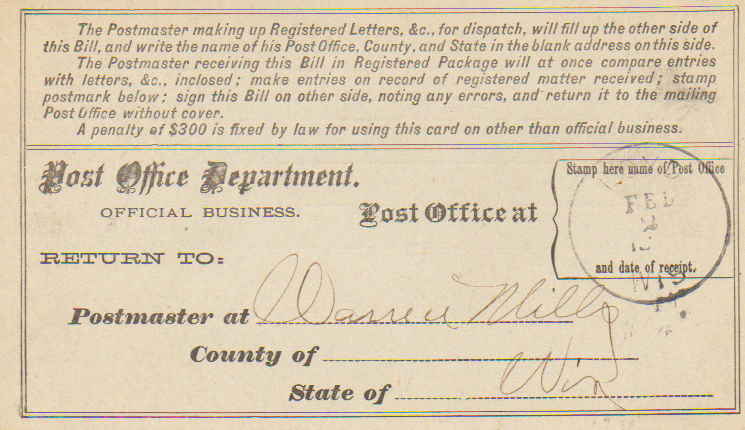 The Postmaster making up Registered Letters, &c., for dispatch, will fill up the other side of
this Bill, and write the name of his Post Office, County, and State in the blank address on this side.
The Postmaster receiving this Bill in Registered Package will at once compare entries
with letters, &c., inclosed; make entries on record of registered matter received; stamp
postmark below; sign this Bill on other side, noting any errors, and return it to the mailing
Post Office without cover.
A penalty of $300 is fixed by law for using this card on other than official business.
Post Office Department.
OFFICIAL BUSINESS.
Post Office at
Stamp here name of Post Office
FEB
2
WIS
and date of receipt.
RETURN TO:
Postmaster at Warren Mills
County of
State of Wis